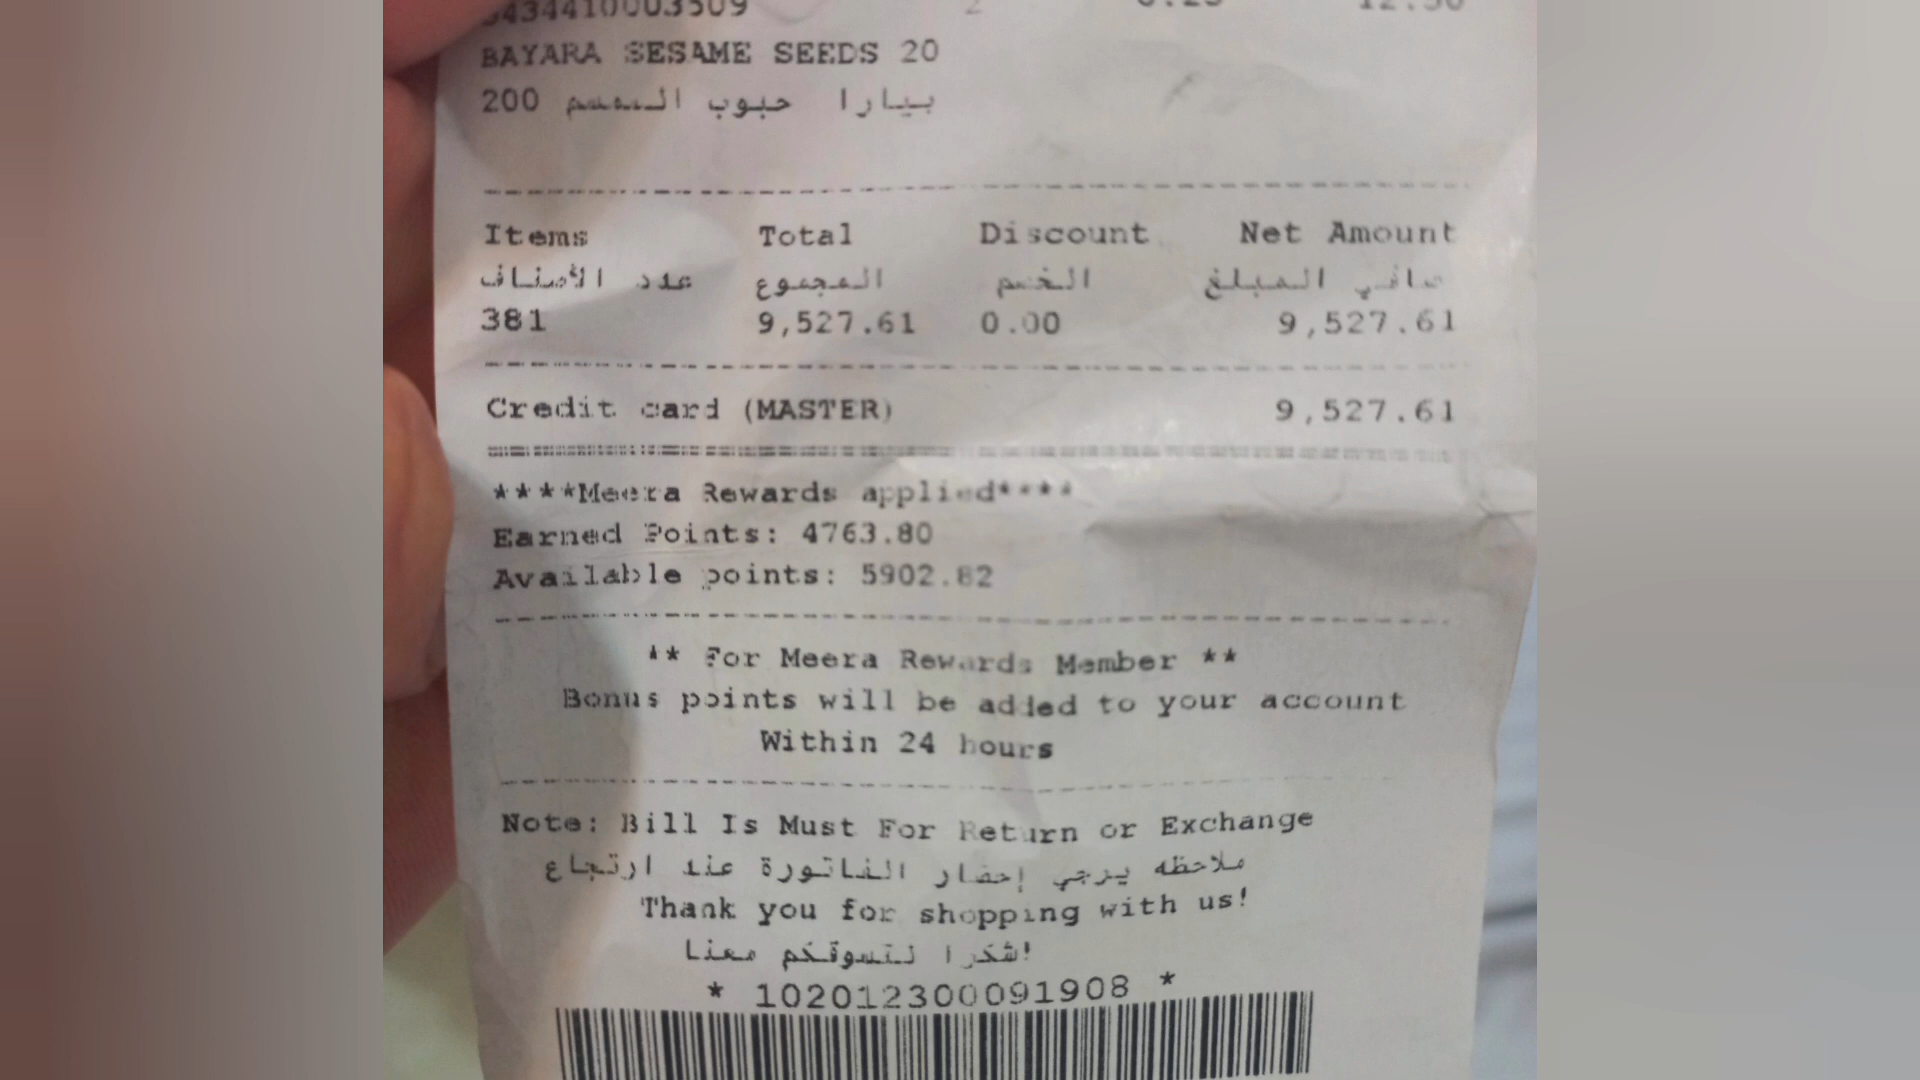 BAYARA SESAME SEEDS 20
بيارا حبوب السمسم 200
Items Total Discount Net Amount
عدد الأصناف المجموع الخصم صافي المبلغ
381 9,527.61 0.00 9,527.61
Credit card (MASTER) 9,527.61
****Meera Rewards applied****
Earned Points: 4763.80
Available points: 5902.82
** For Meera Rewards Member **
Bonus points will be added to your account
Within 24 hours
Note: Bill Is Must For Return or Exchange
ملاحظه يرجي إحضار الفاتورة عند ارتجاع
Thank you for shopping with us!
شكرا لتسوقكم معنا!
* 102012300091908 *